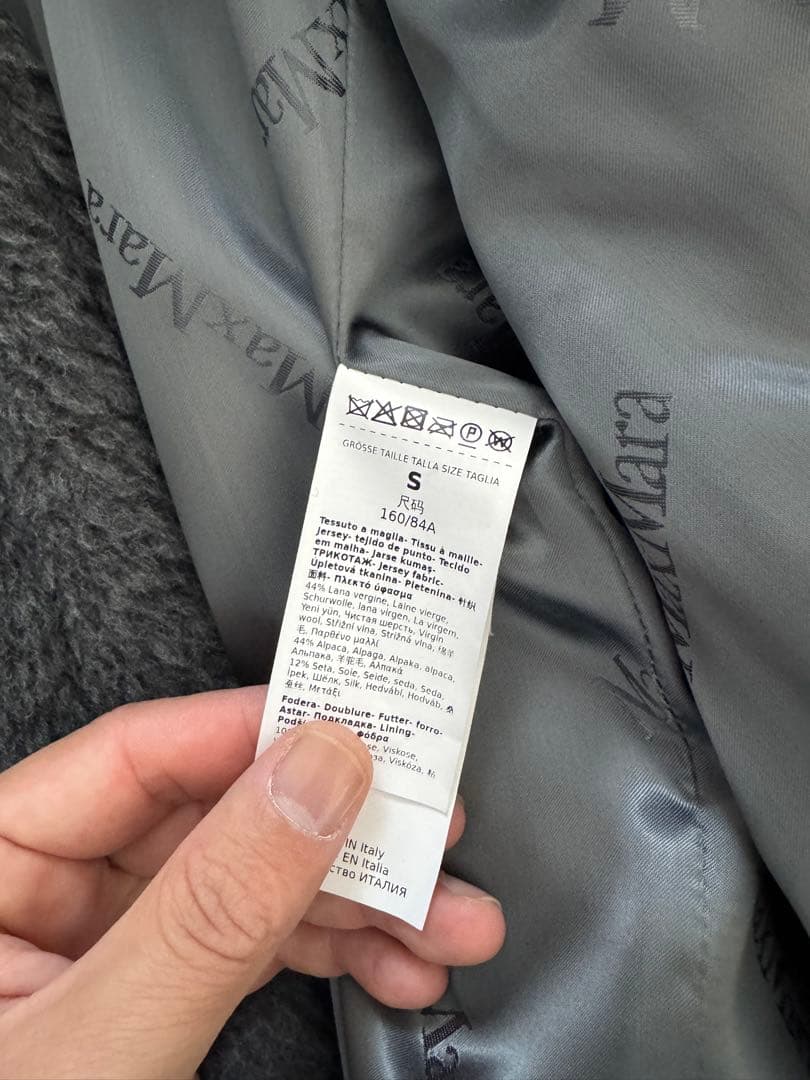 MaxMara
MaxMara
MaxMara
GRÖSSE TAILLE TALLA SIZE TAGLIA
S
尺码
160/84A
Tessuto a maglia- Tissu à maille-
Jersey- tejido de punto- Tecido
em malha- Jarse kumaş-
ТРИКОТАЖ- Jersey fabric-
Úpletová tkanina- Pletenina- 针织
面料- Πλεκτό ύφασμα
44% Lana vergine, Laine vierge,
Schurwolle, lana virgen, Lã virgem,
Yeni yün, Чистая шерсть, Virgin
wool, Střižní vlna, Strižná vlna, 绵羊
毛, Παρθένο μαλλί
44% Alpaca, Alpaga, Alpaka, alpaca,
Альпака, 羊驼毛, Αλπακά
12% Seta, Soie, Seide, seda, Seda,
İpek, Шёлк, Silk, Hedvábí, Hodváb, 桑
蚕丝, Μετάξι
Fodera- Doublure- Futter- forro-
Astar- Подкладка- Lining-
φόδρα
Viskose,
Viskóza, 粘
IN Italy
EN Italia
ИТАЛИЯ